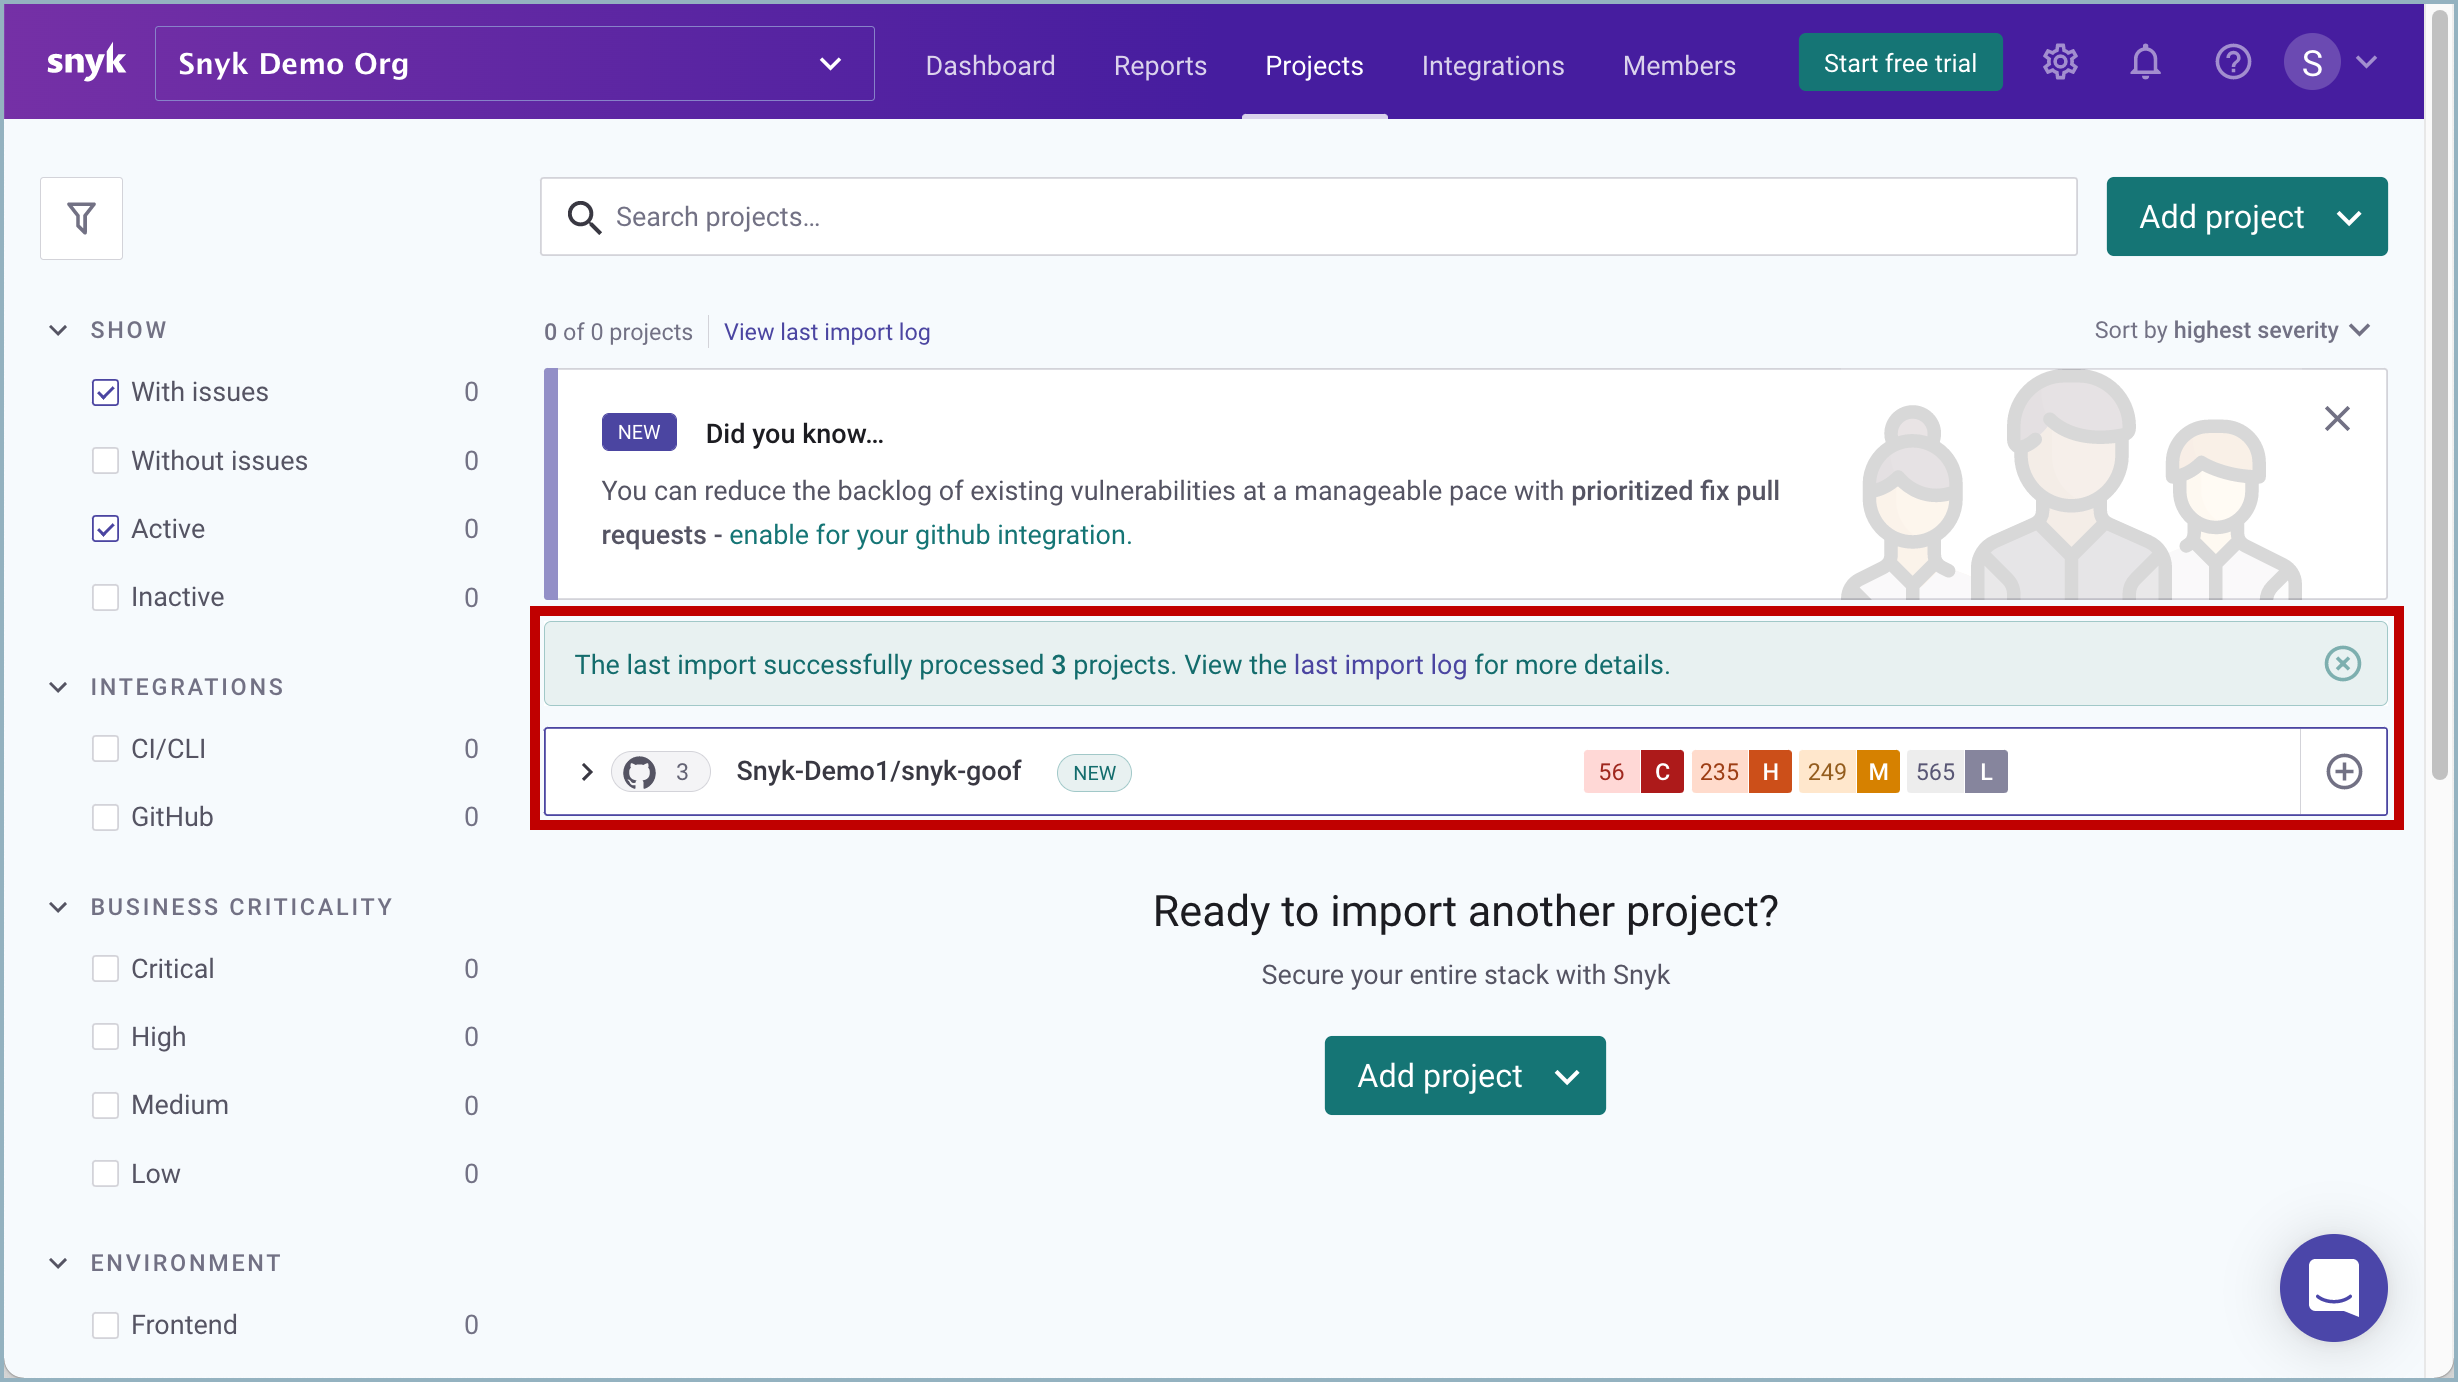 snyk
Snyk Demo Org
Dashboard
Reports
Projects
Integrations
Members
Start free trial
S
Search projects...
Add project
SHOW
With issues 0
Without issues 0
Active 0
Inactive 0
INTEGRATIONS
CI/CLI 0
GitHub 0
BUSINESS CRITICALITY
Critical 0
High 0
Medium 0
Low 0
ENVIRONMENT
Frontend 0
0 of 0 projects
View last import log
Sort by highest severity
NEW Did you know...
You can reduce the backlog of existing vulnerabilities at a manageable pace with prioritized fix pull
requests - enable for your github integration.
The last import successfully processed 3 projects. View the last import log for more details.
3 Snyk-Demo1/snyk-goof NEW 56 C 235 H 249 M 565 L
Ready to import another project?
Secure your entire stack with Snyk
Add project